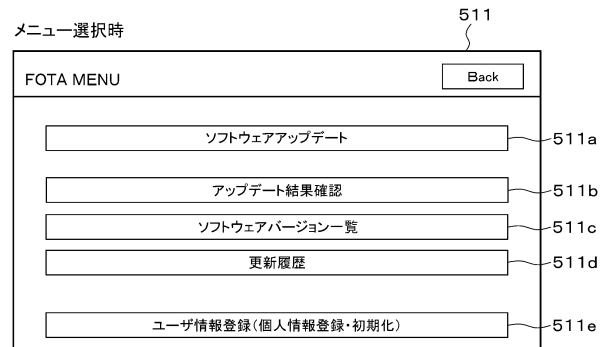 511
メニュー選択時
FOTA MENU
Back
ソフトウェアアップデート
511a
アップデート結果確認
511b
ソフトウェアバージョン一覧
511c
更新履歴
511d
ユーザ情報登録(個人情報登録・初期化)
511e